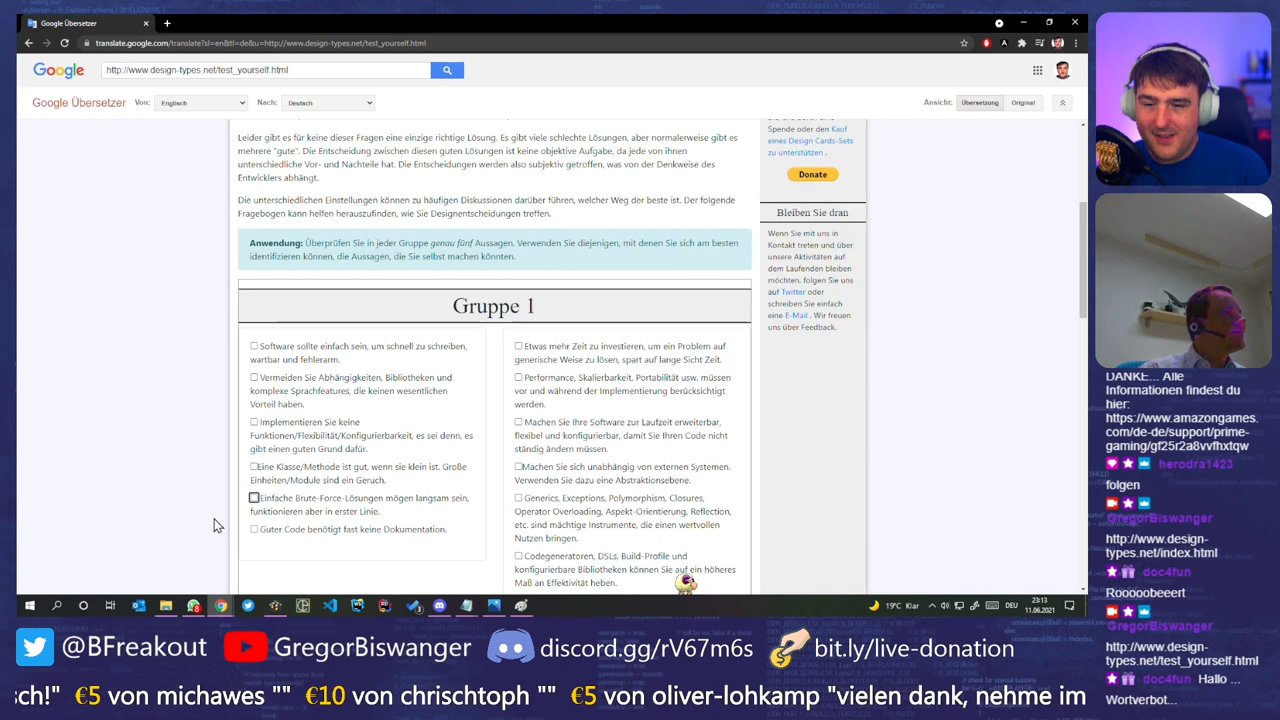 Google Übersetzer
translate.google.com/translate?sl=en&tl=de&u=http://www.design-types.net/test_yourself.html
Google
http://www.design-types.net/test_yourself.html
Google Übersetzer
Von:
Englisch
Nach:
Deutsch
Ansicht:
Übersetzung
Original
Leider gibt es für keine dieser Fragen eine einzige richtige Lösung. Es gibt viele schlechte Lösungen, aber normalerweise gibt es
mehrere "gute". Die Entscheidung zwischen diesen guten Lösungen ist keine objektive Aufgabe, da jede von ihnen
unterschiedliche Vor- und Nachteile hat. Die Entscheidungen werden also subjektiv getroffen, was von der Denkweise des
Entwicklers abhängt.
Die unterschiedlichen Einstellungen können zu häufigen Diskussionen darüber führen, welcher Weg der beste ist. Der folgende
Fragebogen kann helfen herauszufinden, wie Sie Designentscheidungen treffen.
Anwendung: Überprüfen Sie in jeder Gruppe genau fünf Aussagen. Verwenden Sie diejenigen, mit denen Sie sich am besten
identifizieren können, die Aussagen, die Sie selbst machen könnten.
Gruppe 1
Software sollte einfach sein, um schnell zu schreiben,
wartbar und fehlerarm.
Vermeiden Sie Abhängigkeiten, Bibliotheken und
komplexe Sprachfeatures, die keinen wesentlichen
Vorteil haben.
Implementieren Sie keine
Funktionen/Flexibilität/Konfigurierbarkeit, es sei denn, es
gibt einen guten Grund dafür.
Eine Klasse/Methode ist gut, wenn sie klein ist. Große
Einheiten/Module sind ein Geruch.
Einfache Brute-Force-Lösungen mögen langsam sein,
funktionieren aber in erster Linie.
Guter Code benötigt fast keine Dokumentation.
Etwas mehr Zeit zu investieren, um ein Problem auf
generische Weise zu lösen, spart auf lange Sicht Zeit.
Performance, Skalierbarkeit, Portabilität usw. müssen
vor und während der Implementierung berücksichtigt
werden.
Machen Sie Ihre Software zur Laufzeit erweiterbar,
flexibel und konfigurierbar, damit Sie Ihren Code nicht
ständig ändern müssen.
Machen Sie sich unabhängig von externen Systemen.
Verwenden Sie dazu eine Abstraktionsebene.
Generics, Exceptions, Polymorphism, Closures,
Operator Overloading, Aspekt-Orientierung, Reflection,
etc. sind mächtige Instrumente, die einen wertvollen
Nutzen bringen.
Codegeneratoren, DSLs, Build-Profile und
konfigurierbare Bibliotheken können Sie auf ein höheres
Maß an Effektivität heben.
Spende oder den Kauf
eines Design Cards-Sets
zu unterstützen .
Donate
Bleiben Sie dran
Wenn Sie mit uns in
Kontakt treten und über
unsere Aktivitäten auf
dem Laufenden bleiben
möchten, folgen Sie uns
auf Twitter oder
schreiben Sie einfach
eine E-Mail . Wir freuen
uns über Feedback.
19°C Klar
DEU
23:13
11.06.2021
DANKE... Alle
Informationen findest du
hier:
https://www.amazongames.
com/de-de/support/prime-
gaming/gf25r2a8vvfhxtqw
herodra1423
folgen
GregorBiswanger
http://www.design-
types.net/index.html
doc4fun
Rooooobeeert
GregorBiswanger
http://www.design-
types.net/test_yourself.html
doc4fun Hallo ...
Wortverbot...
@BFreakout
GregorBiswanger
discord.gg/rV67m6s
bit.ly/live-donation
sch!" €5 von michawes "" €10 von chrischtoph "" €5 von oliver-lohkamp "vielen dank, nehme im